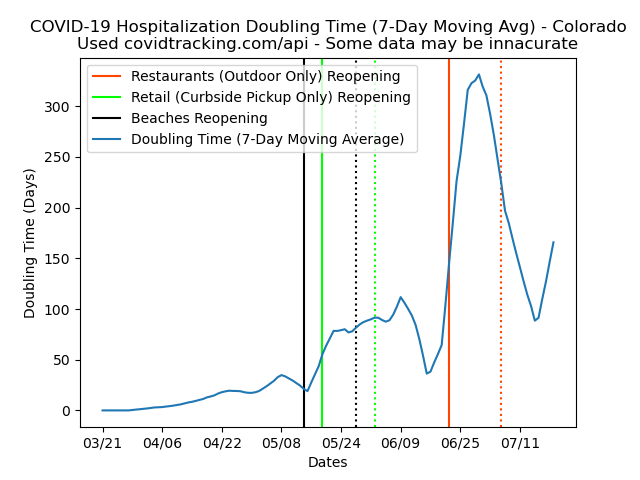 COVID-19 Hospitalization Doubling Time (7-Day Moving Avg) - Colorado
Used covidtracking.com/api - Some data may be innacurate
Restaurants (Outdoor Only) Reopening
Retail (Curbside Pickup Only) Reopening
Beaches Reopening
Doubling Time (7-Day Moving Average)
Doubling Time (Days)
300
250
200
150
100
50
0
03/21 04/06 04/22 05/08 05/24 06/09 06/25 07/11
Dates